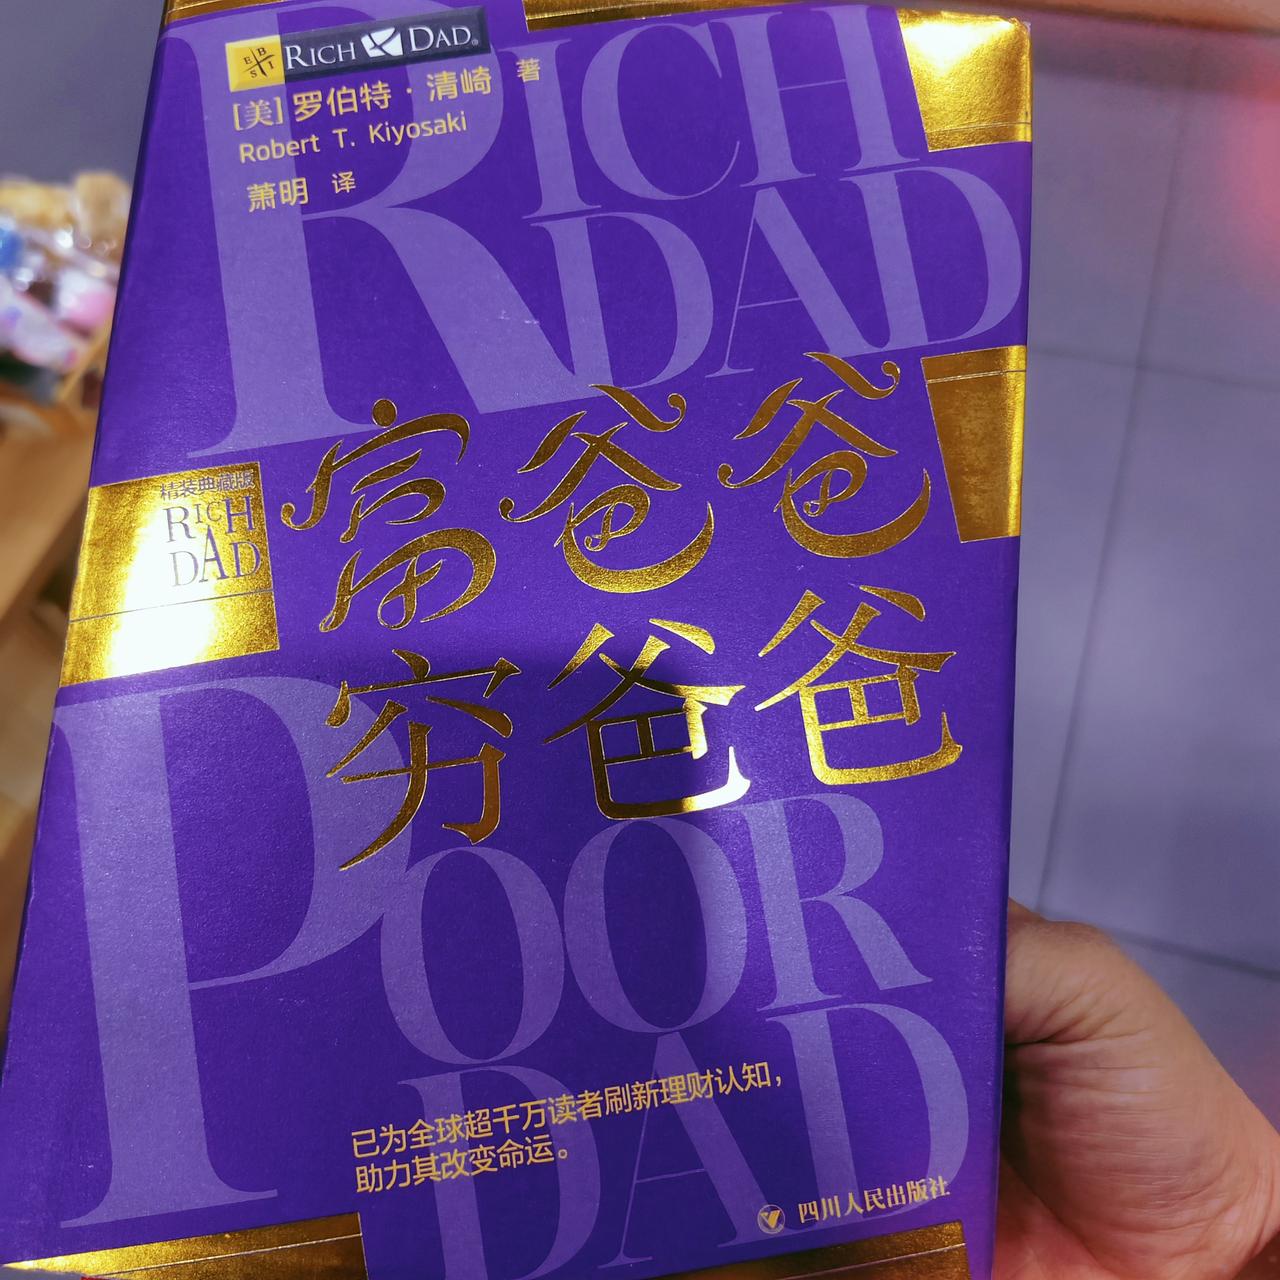 E B S I RICH DAD®
[美] 罗伯特·清崎 著
Robert T. Kiyosaki
萧明 译
RICH
DAD
精装典藏版
RICH
DAD
富爸爸
穷爸爸
POOR
DAD
已为全球超千万读者刷新理财认知，
助力其改变命运。
四川人民出版社